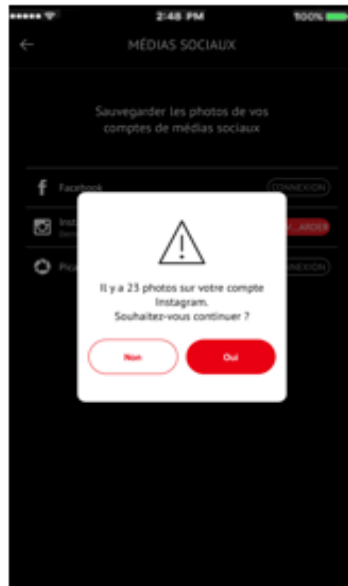 2:48 PM 100%
MÉDIAS SOCIAUX
Sauvegarder les photos de vos
comptes de médias sociaux
Facebook CONNEXION
Il y a 23 photos sur votre compte
Instagram.
Souhaitez-vous continuer ?
Non Oui